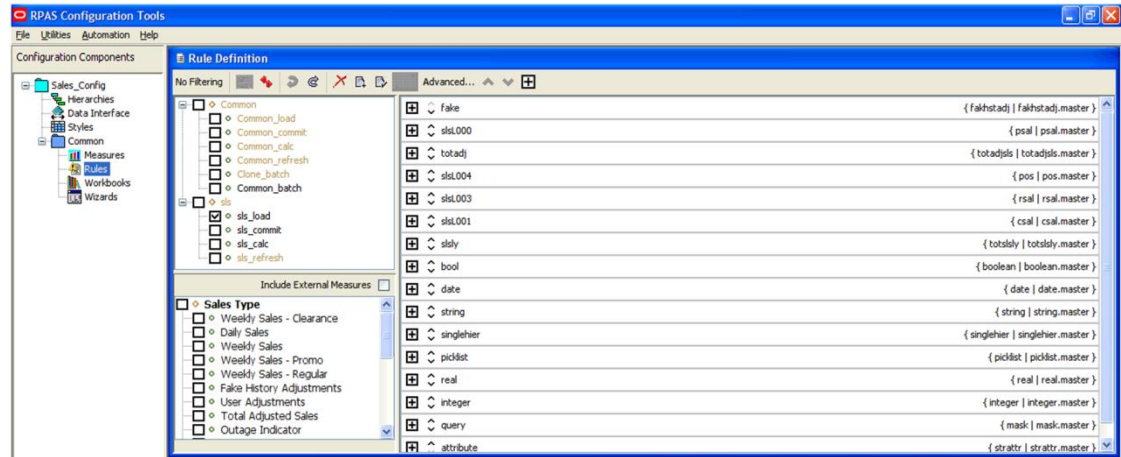 RPAS Configuration Tools
File Utilities Automation Help
Configuration Components
Sales_Config
Hierarchies
Data Interface
Styles
Common
Measures
Rules
Workbooks
Wizards
Rule Definition
No Filtering Advanced...
Common
Common_load
Common_commit
Common_calc
Common_refresh
Clone_batch
Common_batch
sls
sls_load
sls_commit
sls_calc
sls_refresh
Include External Measures
Sales Type
Weekly Sales - Clearance
Daily Sales
Weekly Sales
Weekly Sales - Promo
Weekly Sales - Regular
Fake History Adjustments
User Adjustments
Total Adjusted Sales
Outage Indicator
fake { fakhstadj | fakhstadj.master }
slsL000 { psal | psal.master }
totadj { totadjsls | totadjsls.master }
slsL004 { pos | pos.master }
slsL003 { rsal | rsal.master }
slsL001 { csal | csal.master }
slsly { totslsly | totslsly.master }
bool { boolean | boolean.master }
date { date | date.master }
string { string | string.master }
singlehier { singlehier | singlehier.master }
picklist { picklist | picklist.master }
real { real | real.master }
integer { integer | integer.master }
query { mask | mask.master }
attribute { strattr | strattr.master }